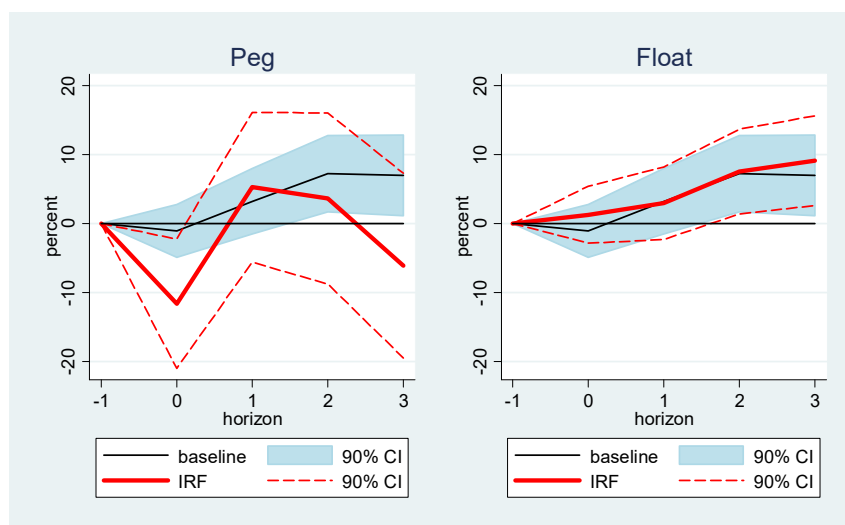 Peg
percent
20
10
0
-10
-20
-1 0 1 2 3
horizon
baseline 90% CI
IRF 90% CI
Float
percent
20
10
0
-10
-20
-1 0 1 2 3
horizon
baseline 90% CI
IRF 90% CI